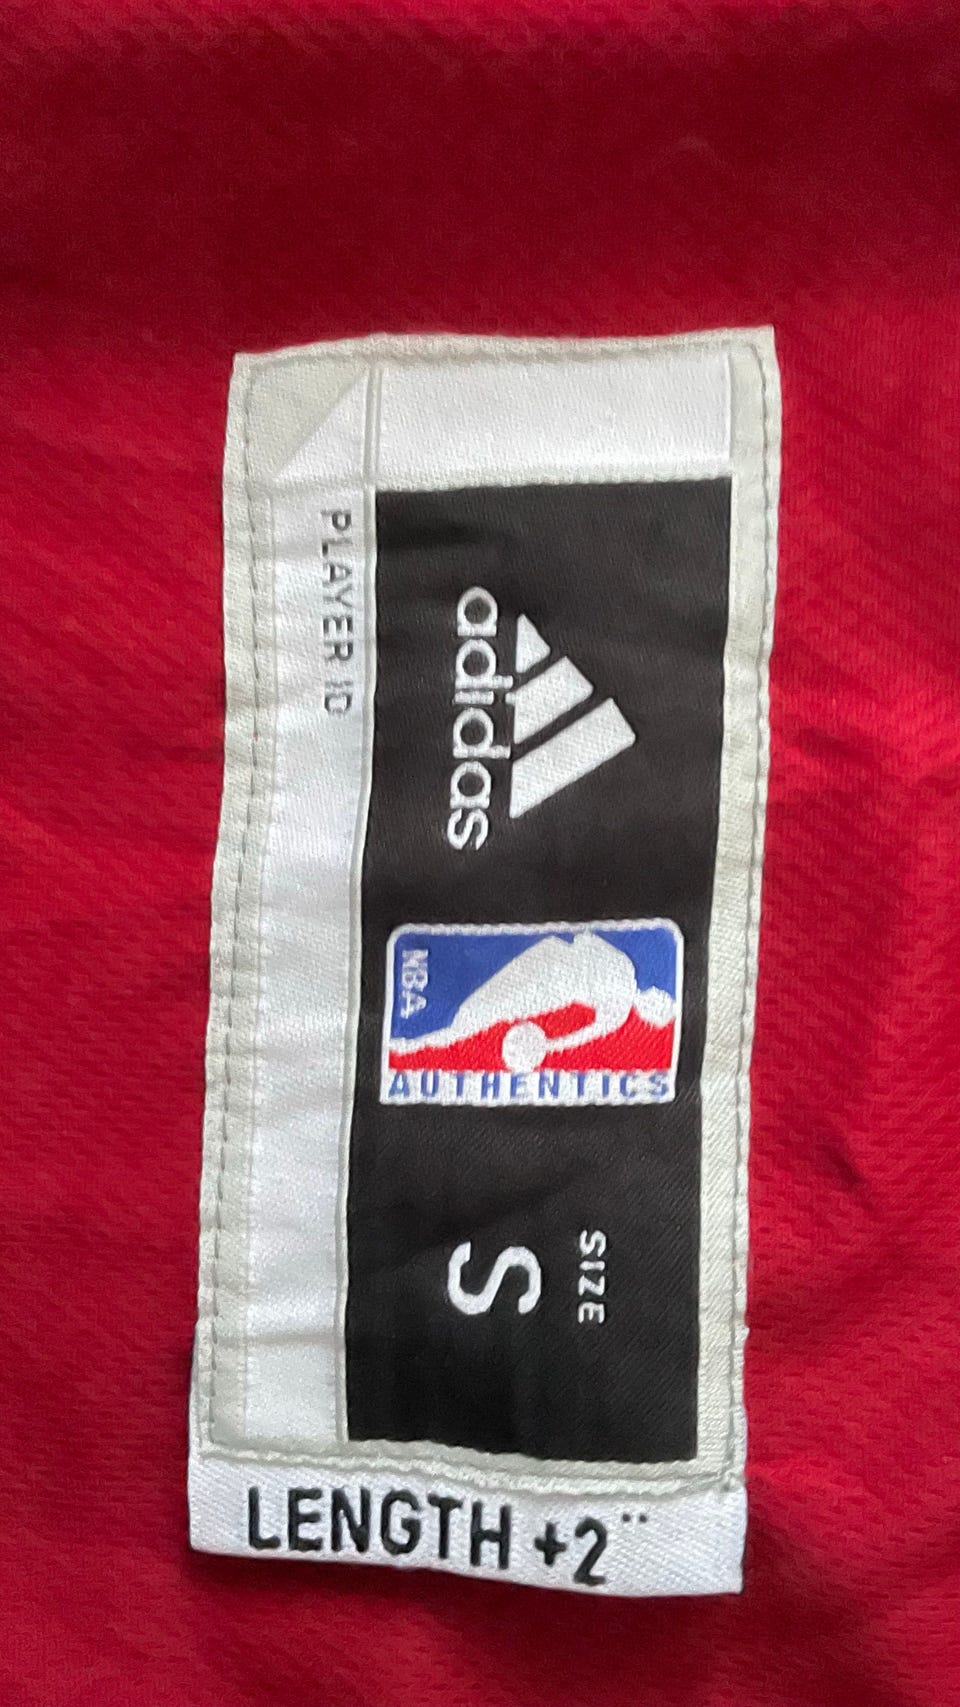 adidas
NBA
AUTHENTICS
SIZE
S
PLAYER ID
LENGTH +2"